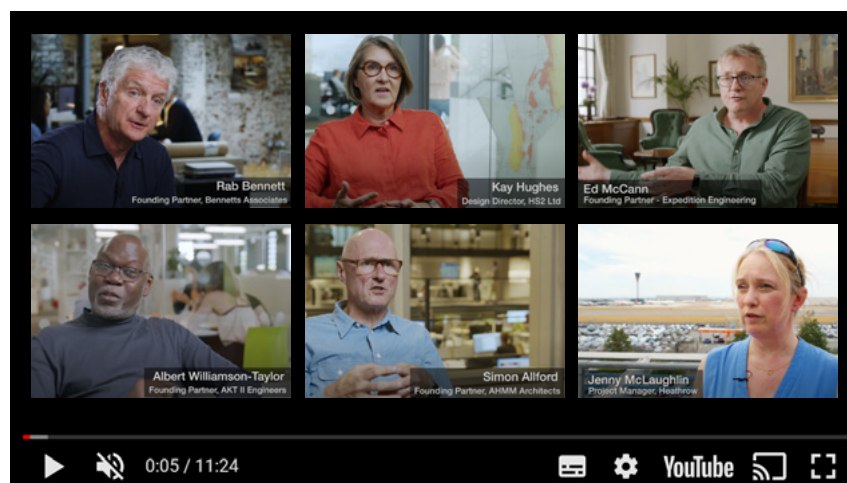 Rab Bennett
Founding Partner, Bennetts Associates
Kay Hughes
Design Director, HS2 Ltd
Ed McCann
Founding Partner - Expedition Engineering
Albert Williamson-Taylor
Founding Partner, AKT II Engineers
Simon Allford
Founding Partner, AHMM Architects
Jenny McLaughlin
Project Manager, Heathrow
0:05 / 11:24
YouTube